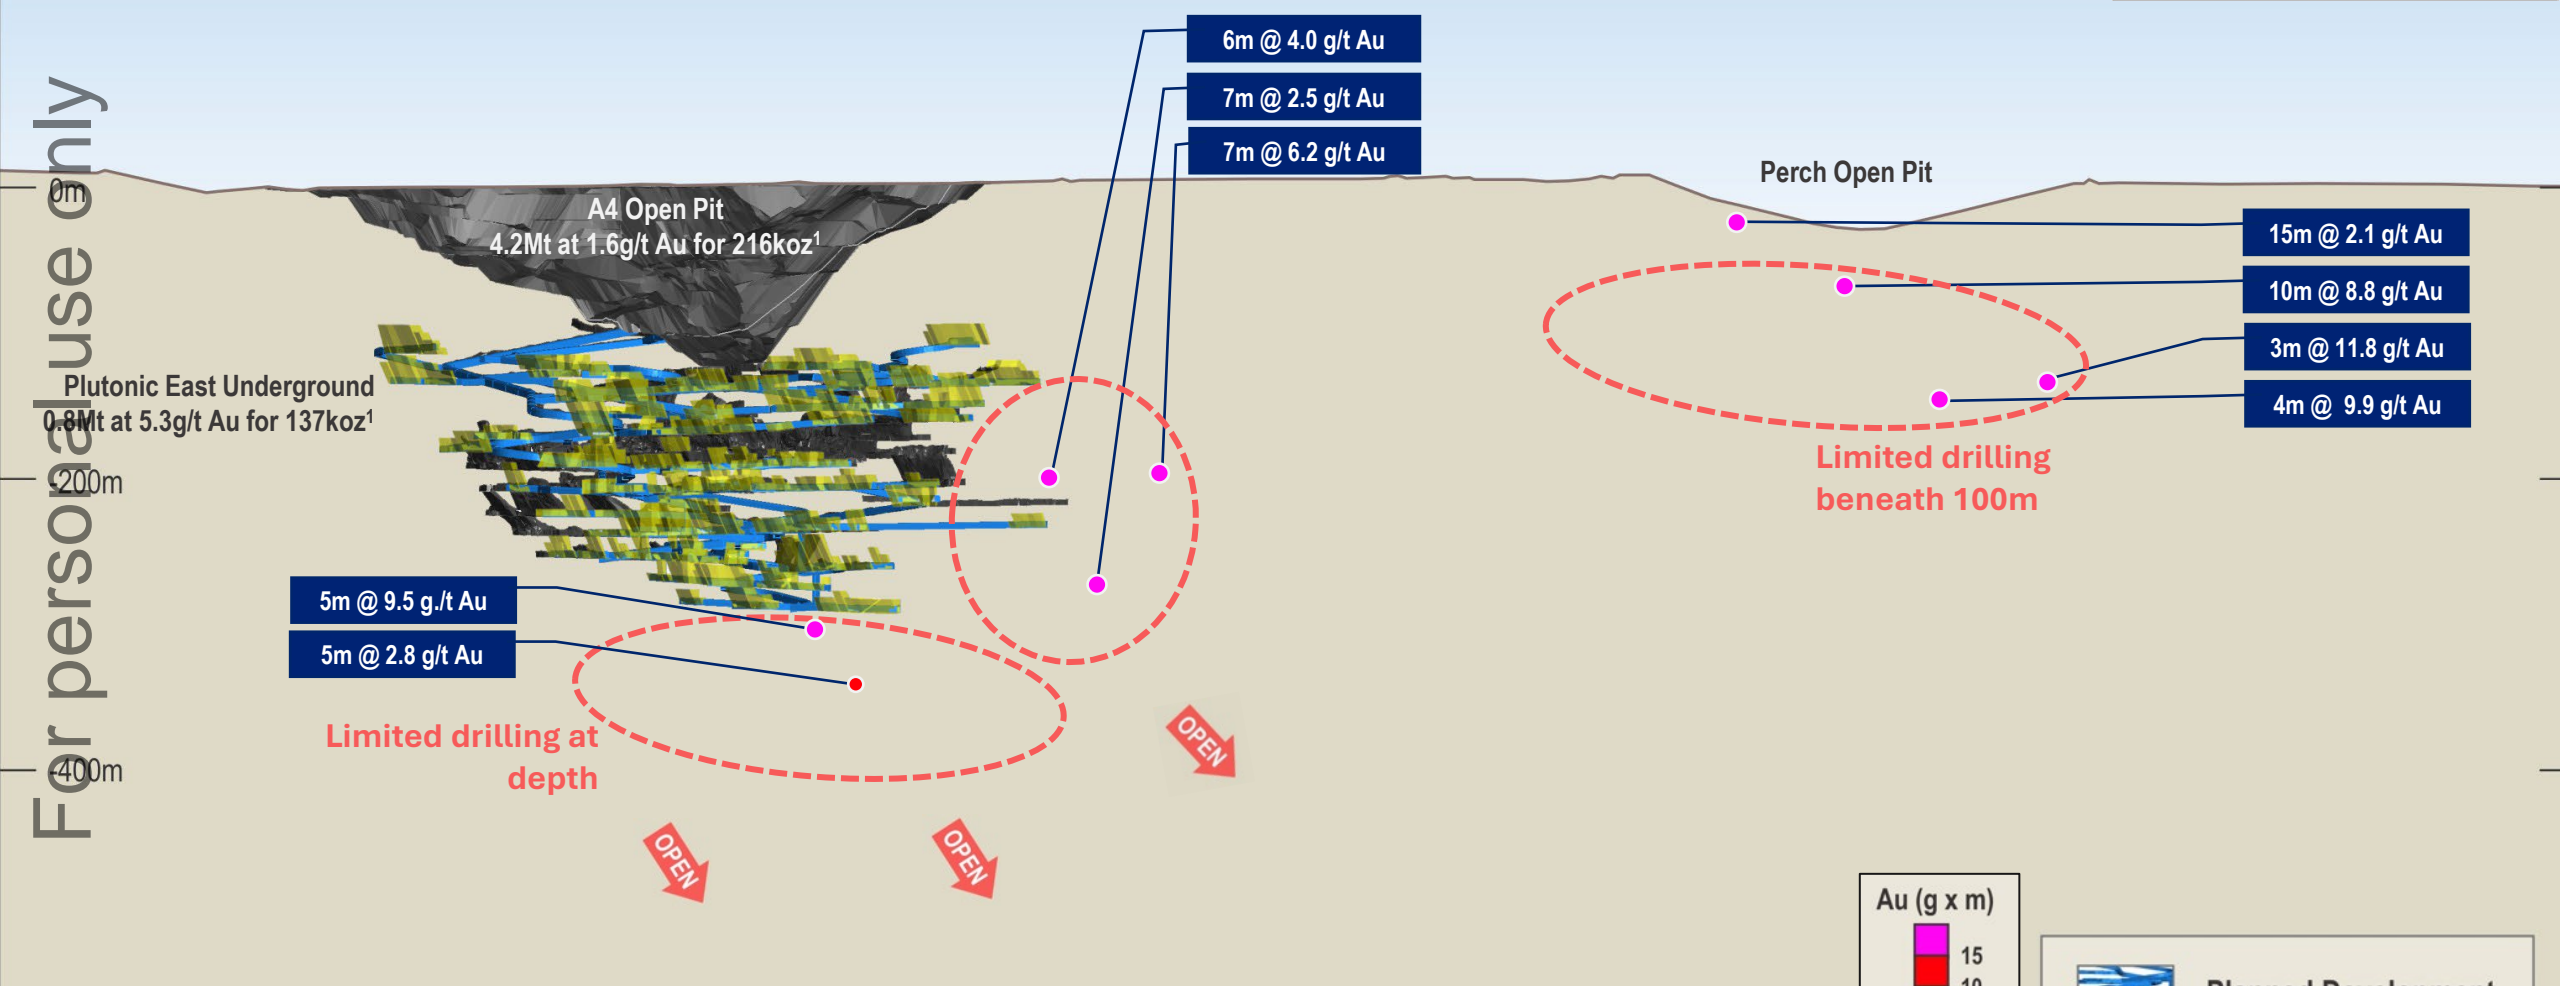 For personal use only
6m @ 4.0 g/t Au
7m @ 2.5 g/t Au
7m @ 6.2 g/t Au
Perch Open Pit
0m
A4 Open Pit
4.2Mt at 1.6g/t Au for 216koz¹
15m @ 2.1 g/t Au
10m @ 8.8 g/t Au
3m @ 11.8 g/t Au
4m @  9.9 g/t Au
Plutonic East Underground
0.8Mt at 5.3g/t Au for 137koz¹
Limited drilling
beneath 100m
-200m
5m @ 9.5 g./t Au
5m @ 2.8 g/t Au
Limited drilling at
depth
-400m
OPEN
OPEN
OPEN
Au (g x m)
15
10
Planned Development